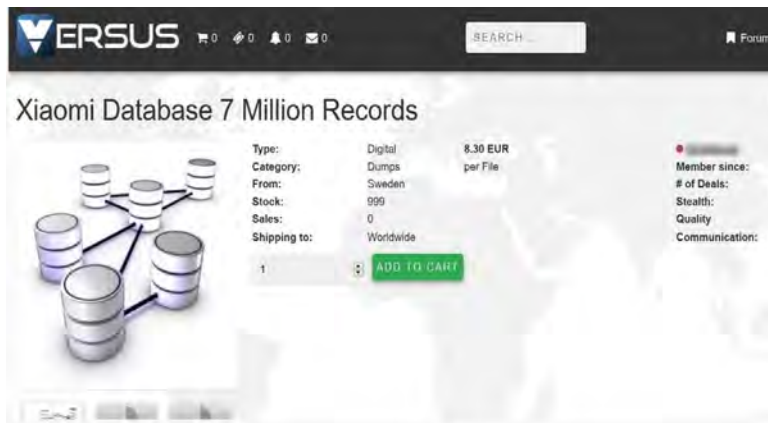 VERSUS 0 0 0 0 SEARCH ... Forum
Xiaomi Database 7 Million Records
Type: Digital 8.30 EUR
Category: Dumps per File Member since:
From: Sweden # of Deals:
Stock: 999 Stealth:
Sales: 0 Quality
Shipping to: Worldwide Communication:
1 ADD TO CART